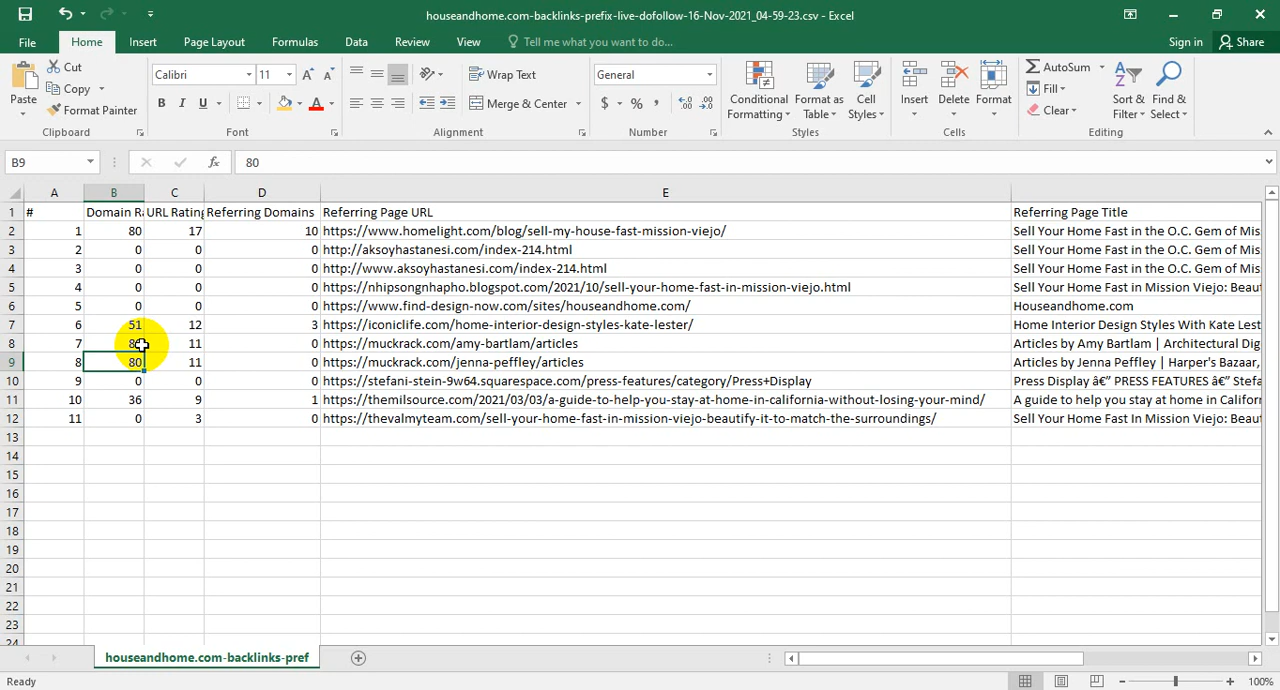 houseandhome.com-backlinks-prefix-live-dofollow-16-Nov-2021_04-59-23.csv - Excel
File Home Insert Page Layout Formulas Data Review View Tell me what you want to do... Sign in Share
Paste Cut Copy Format Painter
Calibri 11 B I U A
Wrap Text Merge & Center
General $ % ,
Conditional Formatting Format as Table Cell Styles
Insert Delete Format
AutoSum Fill Clear Sort & Filter Find & Select
Clipboard Font Alignment Number Styles Cells Editing
B9 fx 80
A B C D E
1 # Domain Ra URL Rating Referring Domains Referring Page URL Referring Page Title
2 1 80 17 10 https://www.homelight.com/blog/sell-my-house-fast-mission-viejo/ Sell Your Home Fast in the O.C. Gem of Mis
3 2 0 0 0 http://aksoyhastanesi.com/index-214.html Sell Your Home Fast in the O.C. Gem of Mis
4 3 0 0 0 http://www.aksoyhastanesi.com/index-214.html Sell Your Home Fast in the O.C. Gem of Mis
5 4 0 0 0 https://nhipsongnhapho.blogspot.com/2021/10/sell-your-home-fast-in-mission-viejo.html Sell Your Home Fast in Mission Viejo: Beau
6 5 0 0 0 https://www.find-design-now.com/sites/houseandhome.com/ Houseandhome.com
7 6 51 12 3 https://iconiclife.com/home-interior-design-styles-kate-lester/ Home Interior Design Styles With Kate Lest
8 7 11 0 https://muckrack.com/amy-bartlam/articles Articles by Amy Bartlam | Architectural Dig
9 8 80 11 0 https://muckrack.com/jenna-peffley/articles Articles by Jenna Peffley | Harper's Bazaar,
10 9 0 0 0 https://stefani-stein-9w64.squarespace.com/press-features/category/Press+Display Press Display â€” PRESS FEATURES â€” Stefa
11 10 36 9 1 https://themilsource.com/2021/03/03/a-guide-to-help-you-stay-at-home-in-california-without-losing-your-mind/ A guide to help you stay at home in Califor
12 11 0 3 0 https://thevalmyteam.com/sell-your-home-fast-in-mission-viejo-beautify-it-to-match-the-surroundings/ Sell Your Home Fast In Mission Viejo: Beau
13
14
15
16
17
18
19
20
21
22
23
24
houseandhome.com-backlinks-pref
Ready 100%